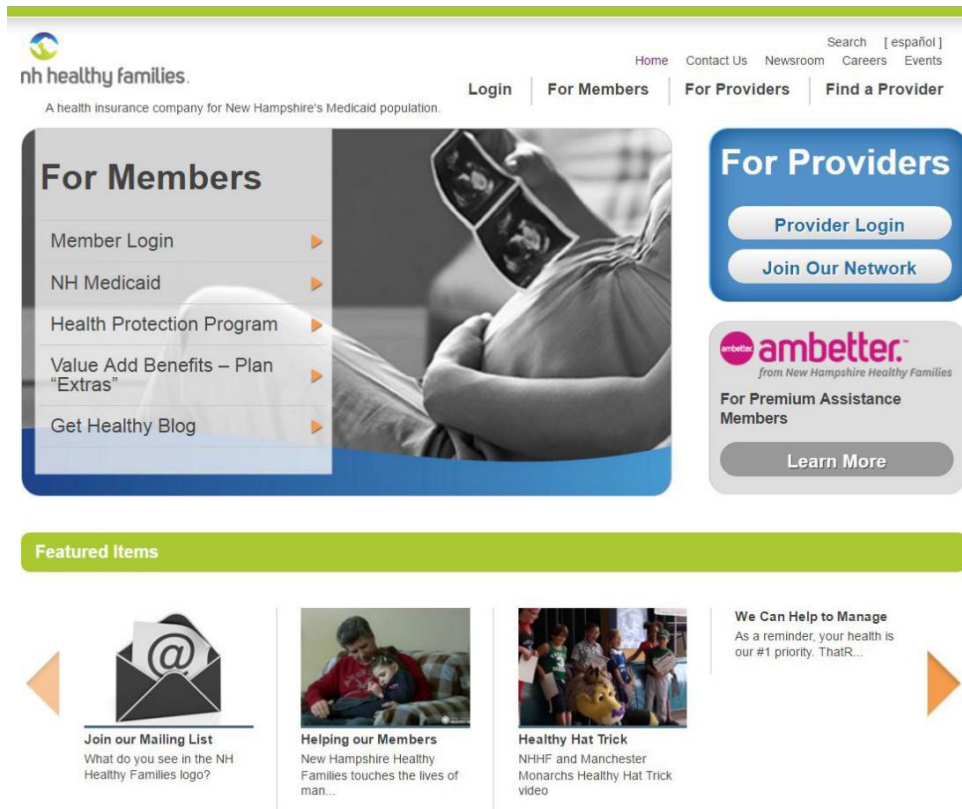 Search [ español ]
Home Contact Us Newsroom Careers Events
nh healthy families.
A health insurance company for New Hampshire's Medicaid population.
Login For Members For Providers Find a Provider
For Members
Member Login
NH Medicaid
Health Protection Program
Value Add Benefits – Plan
“Extras”
Get Healthy Blog
For Providers
Provider Login
Join Our Network
ambetter ambetter.™
from New Hampshire Healthy Families
For Premium Assistance
Members
Learn More
Featured Items
@
Join our Mailing List
What do you see in the NH
Healthy Families logo?
Helping our Members
New Hampshire Healthy
Families touches the lives of
man...
Healthy Hat Trick
NHHF and Manchester
Monarchs Healthy Hat Trick
video
We Can Help to Manage
As a reminder, your health is
our #1 priority. ThatR...